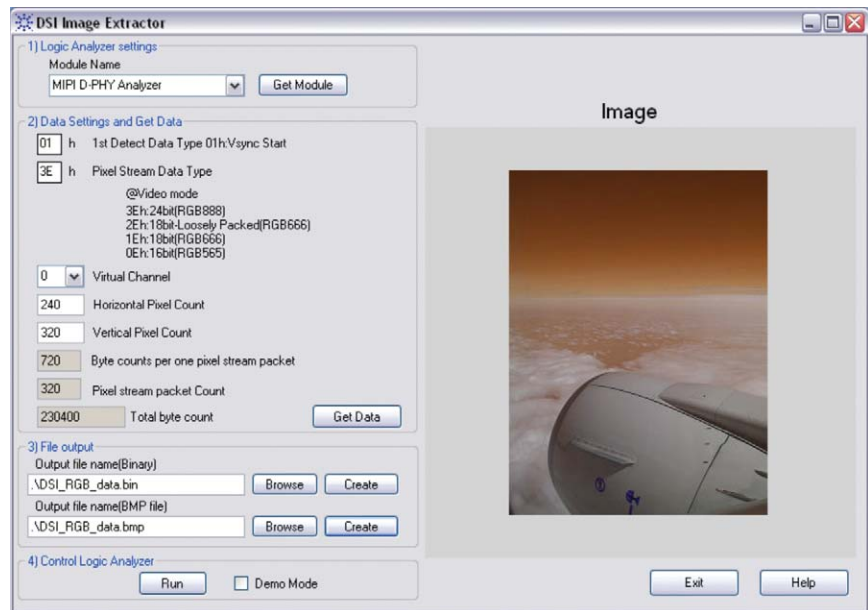 DSI Image Extractor
1) Logic Analyzer settings
Module Name
MIPI D-PHY Analyzer
Get Module
2) Data Settings and Get Data
01 h 1st Detect Data Type 01h:Vsync Start
3E h Pixel Stream Data Type
@Video mode
3Eh:24bit(RGB888)
2Eh:18bit-Loosely Packed(RGB666)
1Eh:18bit(RGB666)
0Eh:16bit(RGB565)
0 Virtual Channel
240 Horizontal Pixel Count
320 Vertical Pixel Count
720 Byte counts per one pixel stream packet
320 Pixel stream packet Count
230400 Total byte count Get Data
3) File output
Output file name(Binary)
.\DSI_RGB_data.bin Browse Create
Output file name(BMP file)
.\DSI_RGB_data.bmp Browse Create
4) Control Logic Analyzer
Run Demo Mode
Image
Exit Help